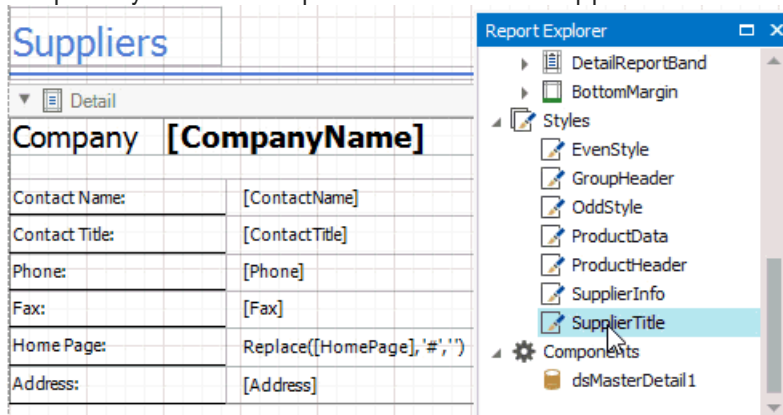 Suppliers
Detail
Company [CompanyName]
Contact Name: [ContactName]
Contact Title: [ContactTitle]
Phone: [Phone]
Fax: [Fax]
Home Page: Replace([HomePage],'#','')
Address: [Address]
Report Explorer
DetailReportBand
BottomMargin
Styles
EvenStyle
GroupHeader
OddStyle
ProductData
ProductHeader
SupplierInfo
SupplierTitle
Components
dsMasterDetail1